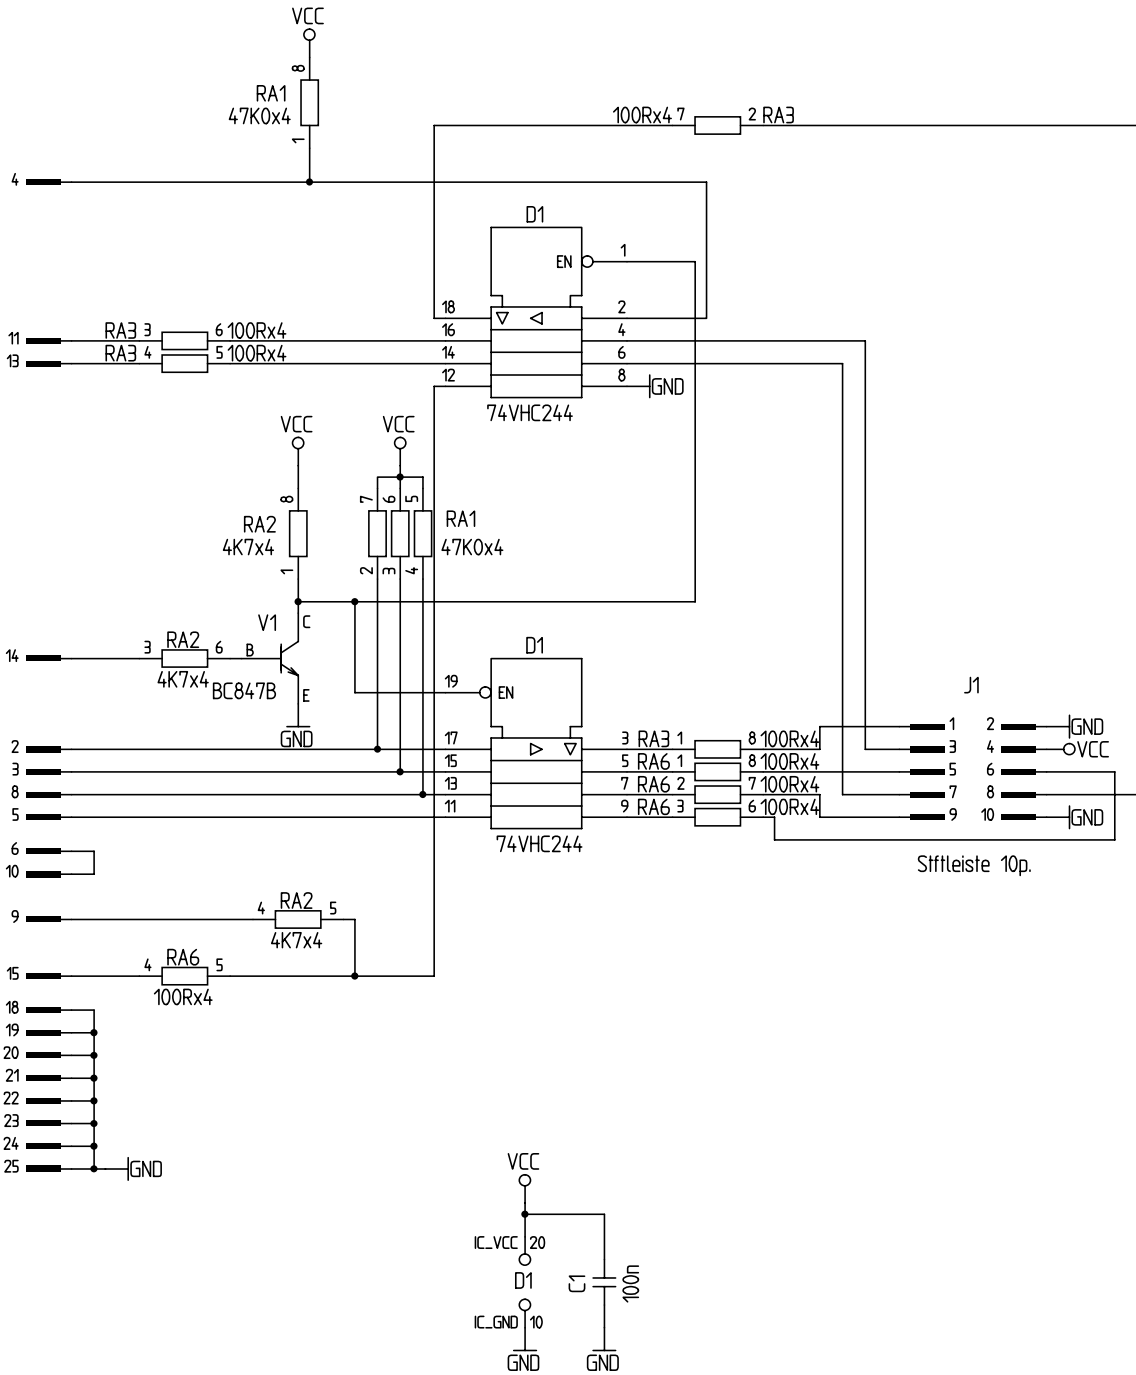 VCC
8
RA1
47K0x4
1
100Rx4 7
2 RA3
4
D1
EN
1
18
2
11
RA3 3
6 100Rx4
16
4
13
RA3 4
5 100Rx4
14
6
12
8
GND
74VHC244
VCC
VCC
8
7
6
5
RA2
4K7x4
RA1
47K0x4
1
2
3
4
V1
C
14
3
RA2
6
B
4K7x4
BC847B
E
GND
D1
19
EN
J1
2
17
3 RA3 1
8 100Rx4
1
2
GND
3
15
5 RA6 1
8 100Rx4
3
4
VCC
8
13
7 RA6 2
7 100Rx4
5
6
5
11
9 RA6 3
6 100Rx4
7
8
9
10
GND
74VHC244
Stftleiste 10p.
6
10
9
4
RA2
5
4K7x4
15
4
RA6
5
100Rx4
18
19
20
21
22
23
24
25
GND
VCC
IC_VCC
20
D1
C1
100n
IC_GND
10
GND
GND